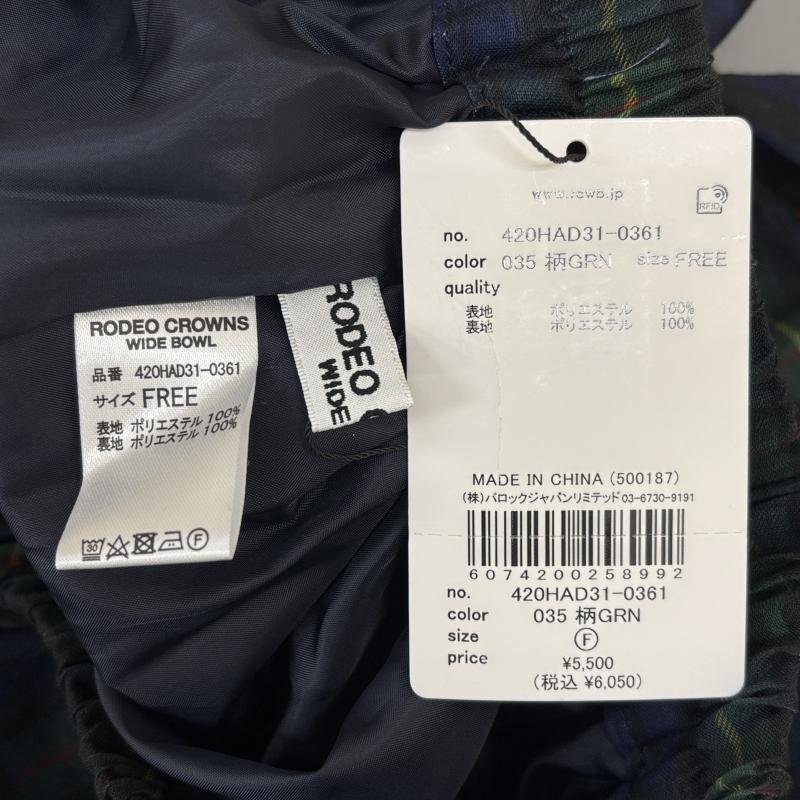 RODEO CROWNS
WIDE BOWL
品番 420HAD31-0361
サイズ FREE
表地 ポリエステル 100%
裏地 ポリエステル 100%
30
F
RODEO
WIDE
www.rcwb.jp
RFID
no. 420HAD31-0361
color 035 柄GRN size FREE
quality
表地 ポリエステル 100%
裏地 ポリエステル 100%
MADE IN CHINA (500187)
(株)バロックジャパンリミテッド 03-6730-9191
6074200258992
no. 420HAD31-0361
color 035 柄GRN
size F
price ¥5,500
(税込 ¥6,050)